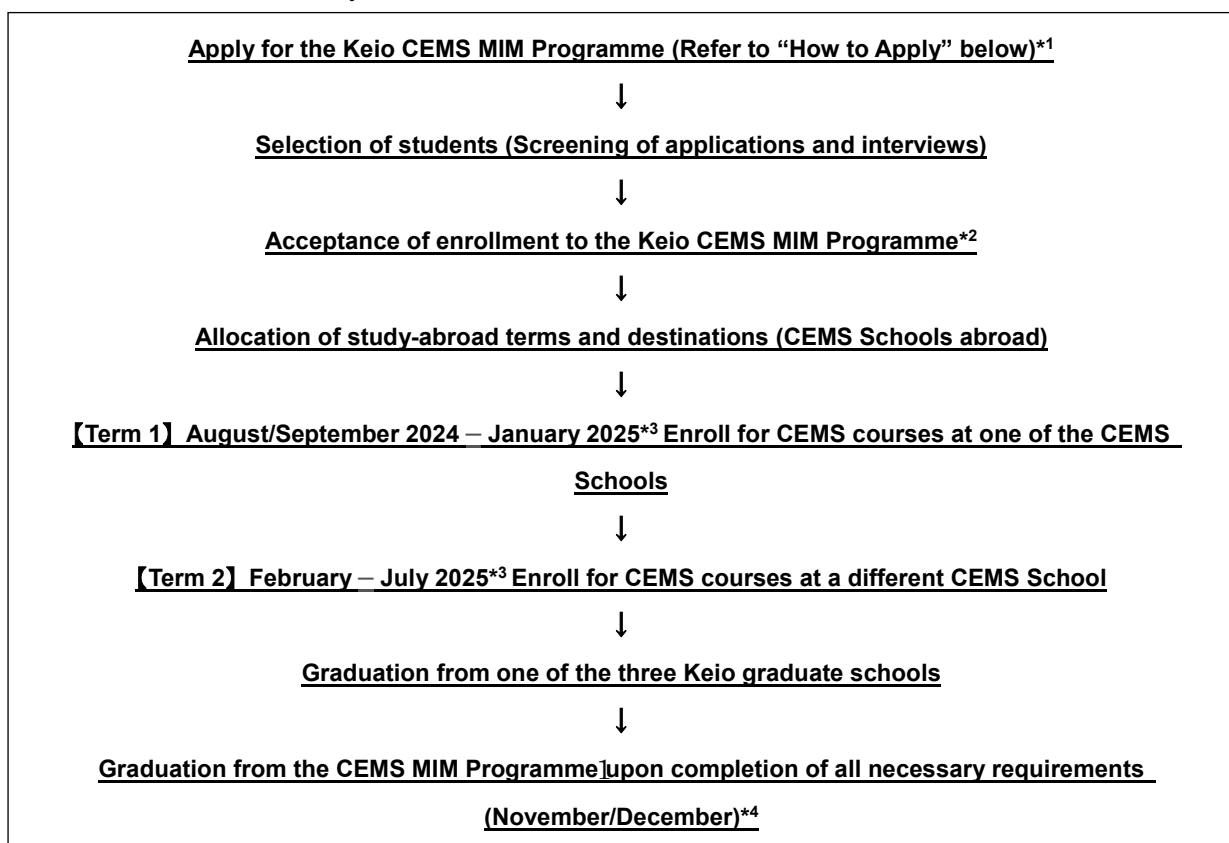 Apply for the Keio CEMS MIM Programme (Refer to “How to Apply” below)*1
↓
Selection of students (Screening of applications and interviews)
↓
Acceptance of enrollment to the Keio CEMS MIM Programme*2
↓
Allocation of study-abroad terms and destinations (CEMS Schools abroad)
↓
【Term 1】 August/September 2024 – January 2025*3 Enroll for CEMS courses at one of the CEMS
Schools
↓
【Term 2】 February – July 2025*3 Enroll for CEMS courses at a different CEMS School
↓
Graduation from one of the three Keio graduate schools
↓
Graduation from the CEMS MIM Programme]upon completion of all necessary requirements
(November/December)*4